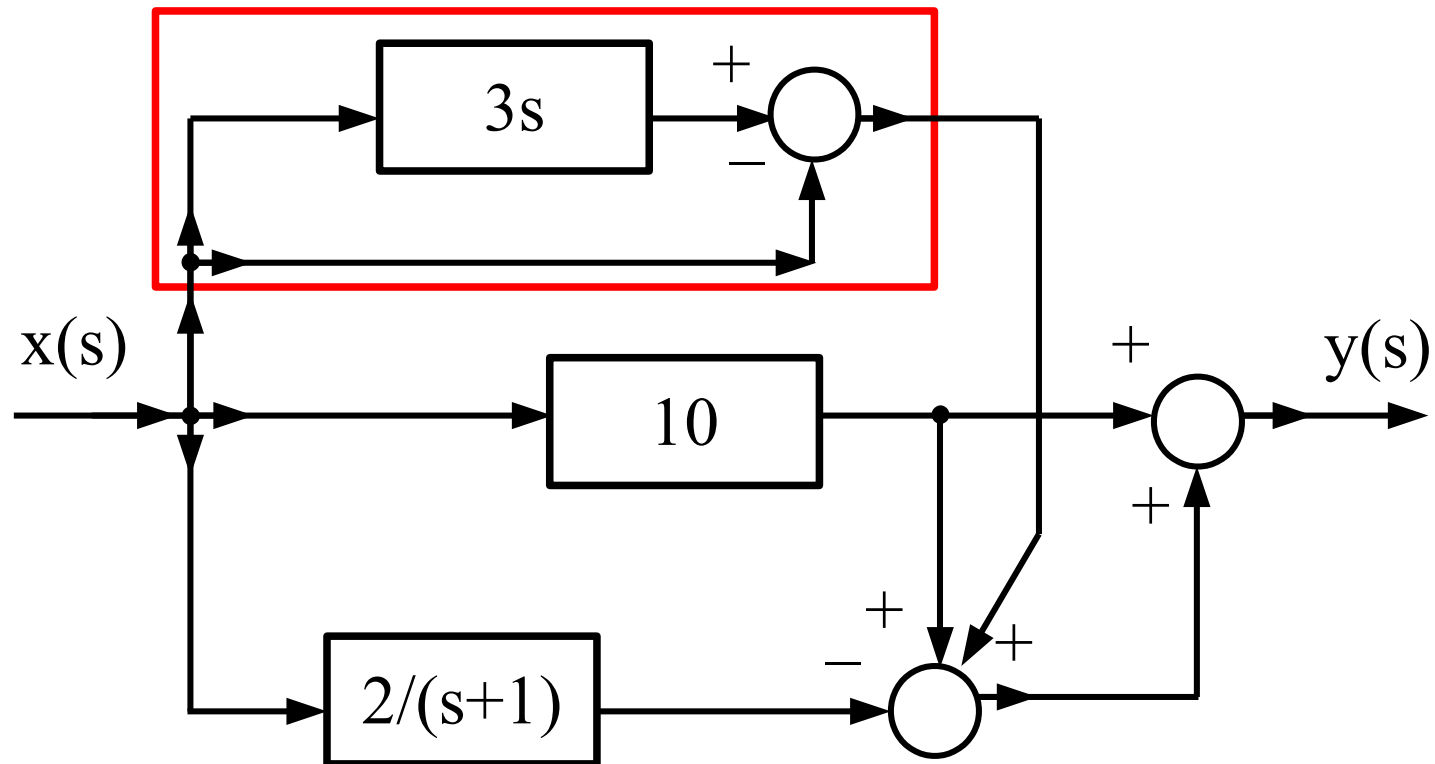 +
3s
−
x(s)
+
y(s)
10
+
+
−
+
2/(s+1)